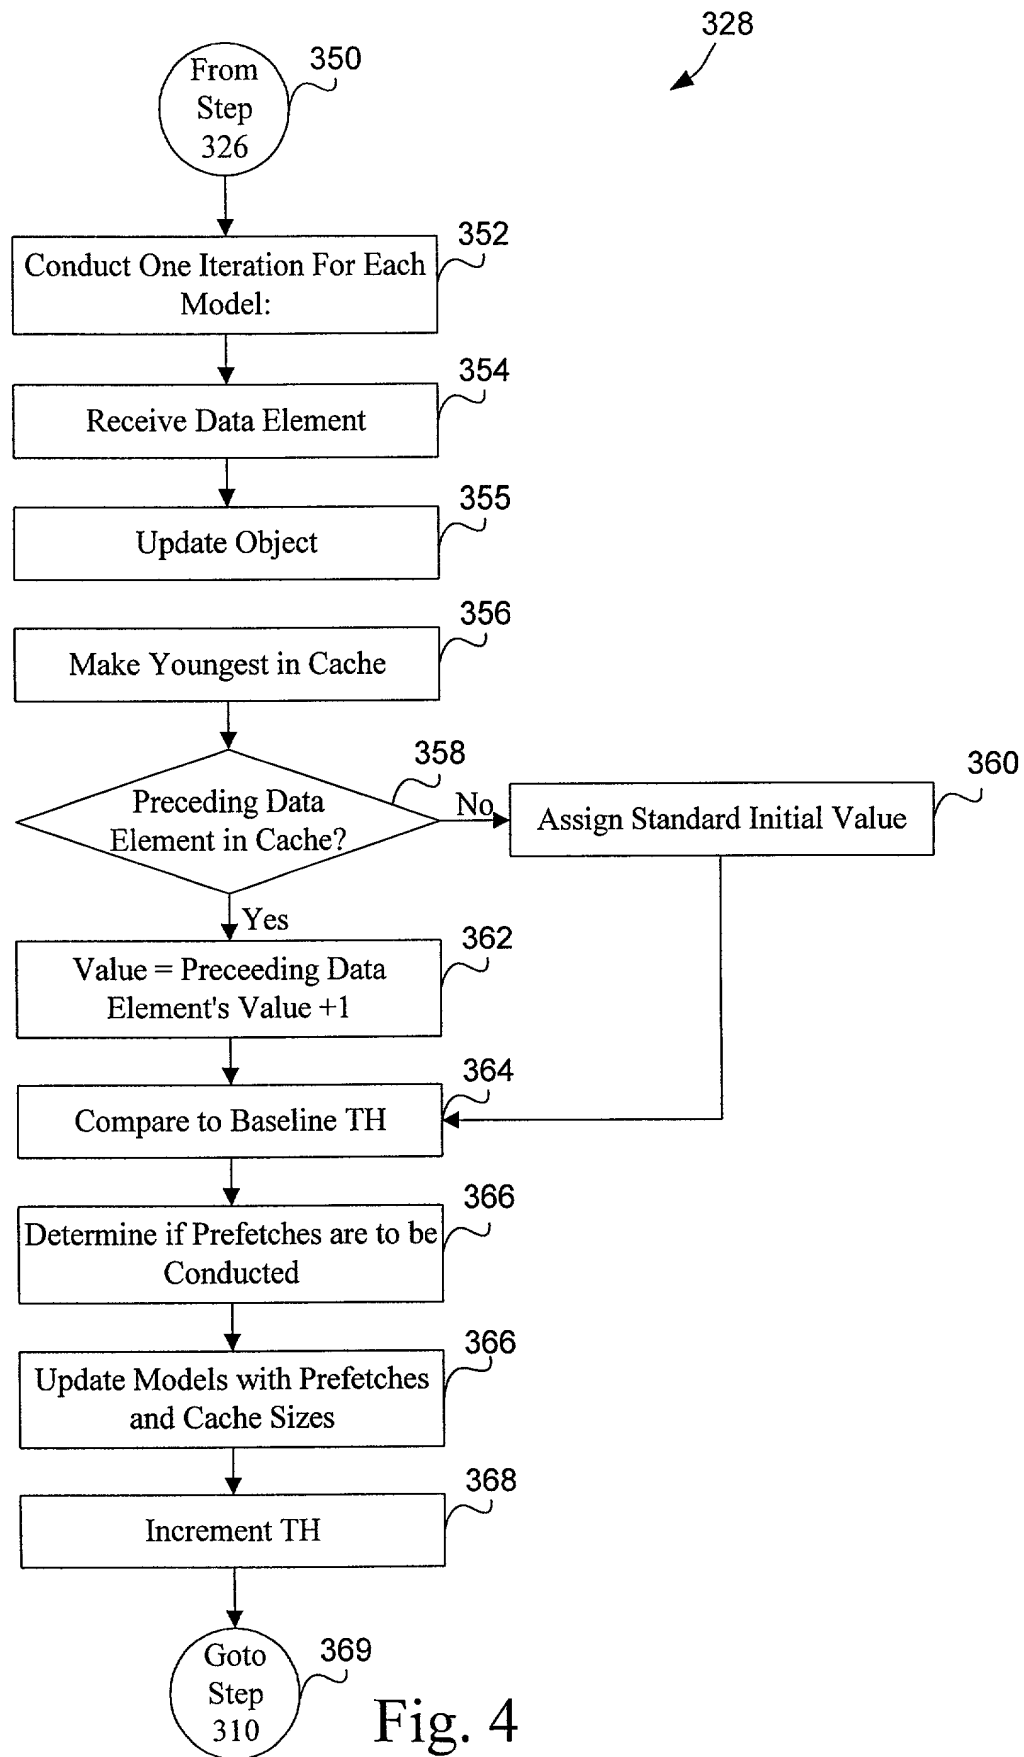 328
From
Step
326
350
352
Conduct One Iteration For Each
Model:
354
Receive Data Element
355
Update Object
356
Make Youngest in Cache
358
Preceding Data
Element in Cache?
No
360
Assign Standard Initial Value
Yes
362
Value = Preceeding Data
Element's Value +1
364
Compare to Baseline TH
366
Determine if Prefetches are to be
Conducted
366
Update Models with Prefetches
and Cache Sizes
368
Increment TH
369
Goto
Step
310
Fig. 4